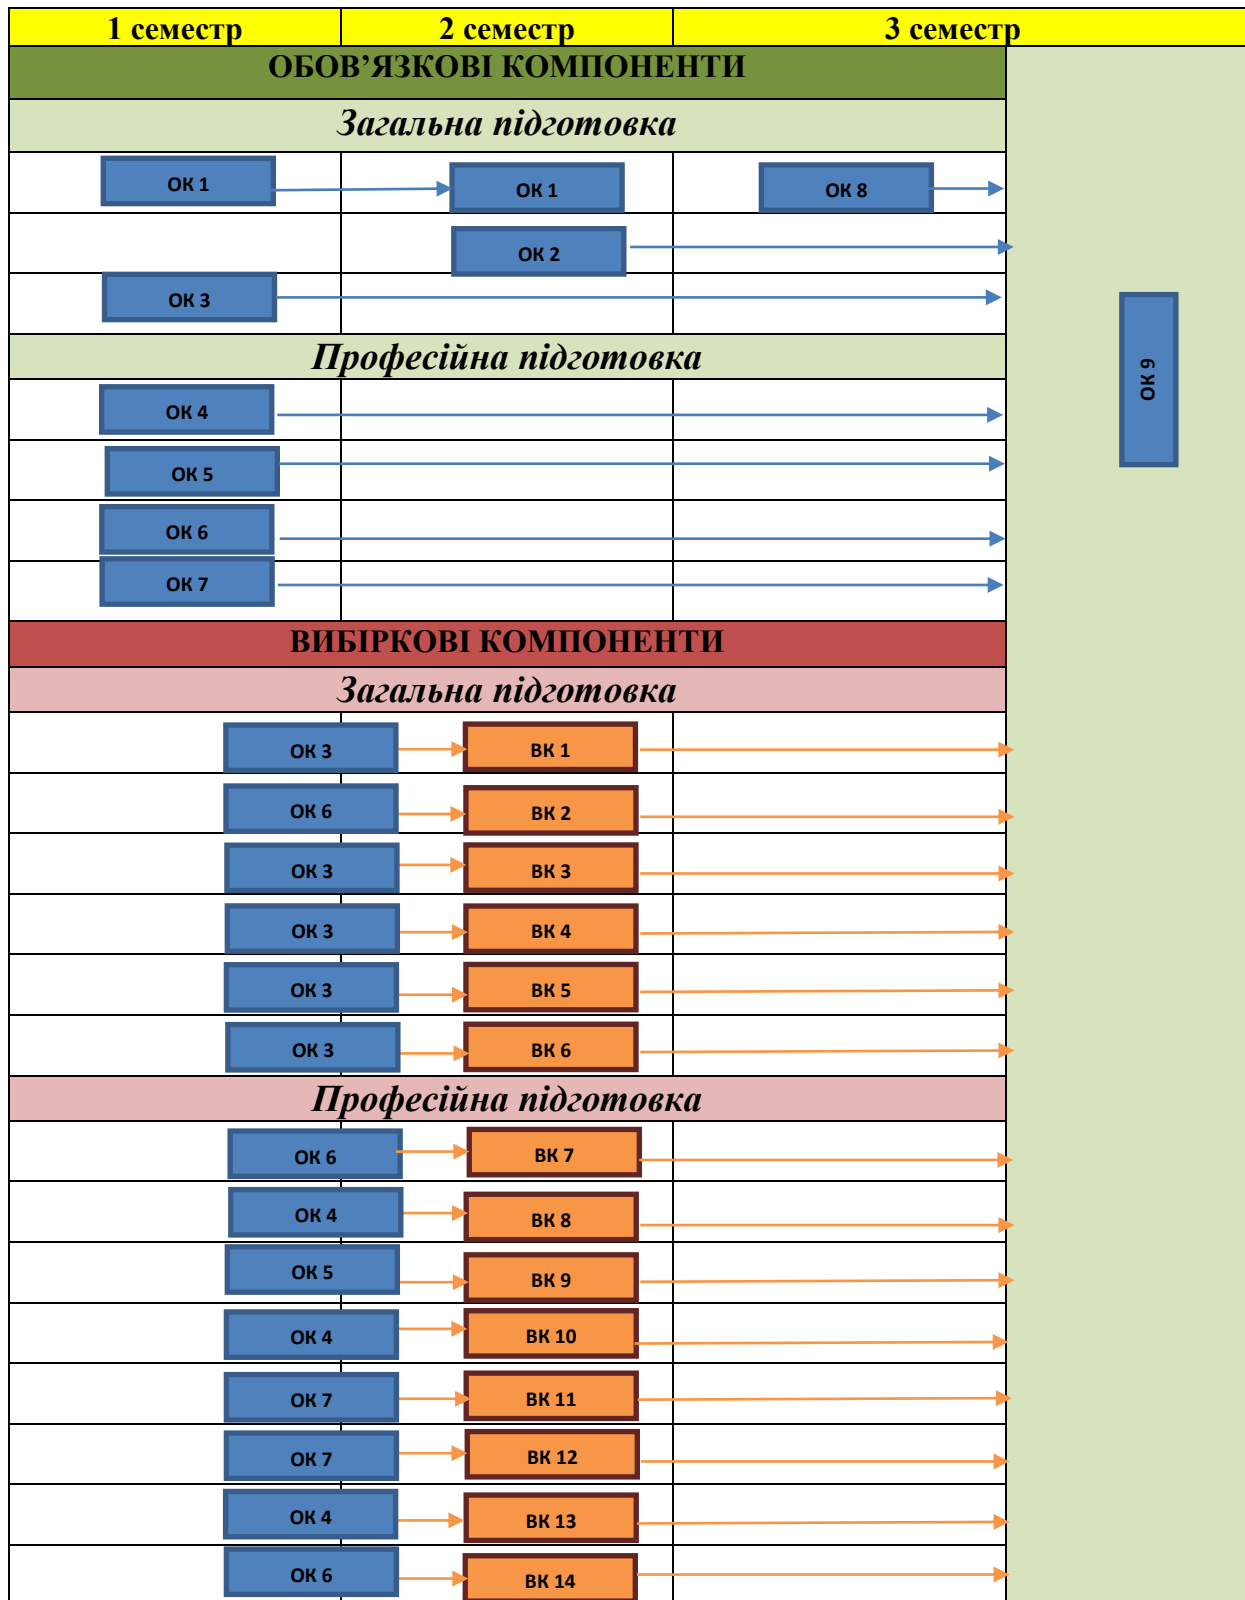 1 семестр 2 семестр 3 семестр
ОБОВ’ЯЗКОВІ КОМПОНЕНТИ
Загальна підготовка
ОК 1 ОК 1 ОК 8
ОК 2
ОК 3
ОК 9
Професійна підготовка
ОК 4
ОК 5
ОК 6
ОК 7
ВИБІРКОВІ КОМПОНЕНТИ
Загальна підготовка
ОК 3 ВК 1
ОК 6 ВК 2
ОК 3 ВК 3
ОК 3 ВК 4
ОК 3 ВК 5
ОК 3 ВК 6
Професійна підготовка
ОК 6 ВК 7
ОК 4 ВК 8
ОК 5 ВК 9
ОК 4 ВК 10
ОК 7 ВК 11
ОК 7 ВК 12
ОК 4 ВК 13
ОК 6 ВК 14